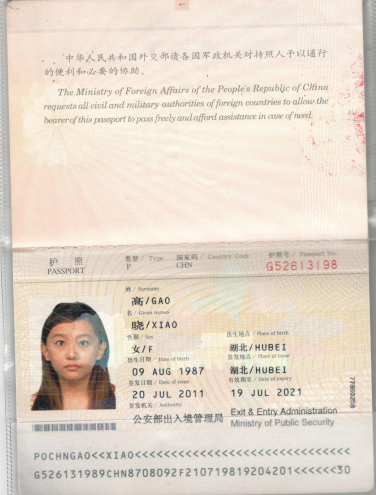 中华人民共和国外交部请各国军政机关对持照人予以通行
的便利和必要的协助。
The Ministry of Foreign Affairs of the People's Republic of China
requests all civil and military authorities of foreign countries to allow the
bearer of this passport to pass freely and afford assistance in case of need.
护 照 类型 / Type 国家码 / Country Code 护照号 / Passport No.
PASSPORT P CHN G52613198
姓 / Surname
高/GAO
名 / Given names
晓/XIAO
性别 / Sex 出生地点 / Place of birth
女/F 湖北/HUBEI
出生日期 / Date of birth 签发地点 / Place of issue
09 AUG 1987 湖北/HUBEI
签发日期 / Date of issue 有效期至 / Date of expiry
20 JUL 2011 19 JUL 2021
签发机关 / Authority
公安部出入境管理局 Exit & Entry Administration
Ministry of Public Security
POCHNGAO<<XIAO<<<<<<<<<<<<<<<<<<<<<<<<<<<<<<
G526131989CHN8708092F210719819204201<<<<<<30